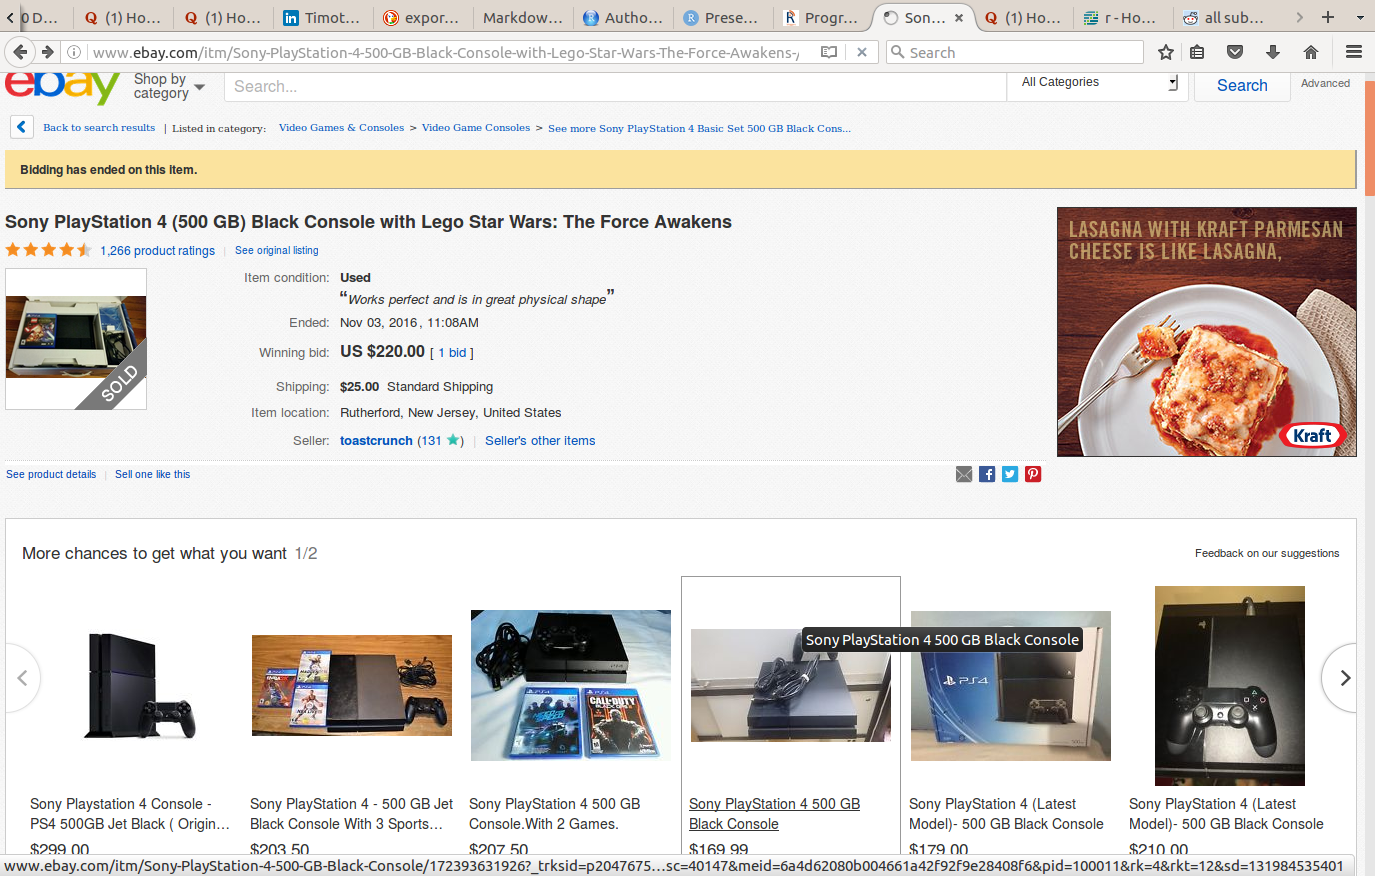 0 D...
(1) Ho...
(1) Ho...
Timot...
expor...
Markdow...
Autho...
Prese...
Progr...
Son...
(1) Ho...
r - Ho...
all sub...
www.ebay.com/itm/Sony-PlayStation-4-500-GB-Black-Console-with-Lego-Star-Wars-The-Force-Awakens-/
Search
ebay
Shop by category
Search...
All Categories
Search
Advanced
Back to search results | Listed in category: Video Games & Consoles > Video Game Consoles > See more Sony PlayStation 4 Basic Set 500 GB Black Cons...
Bidding has ended on this item.
Sony PlayStation 4 (500 GB) Black Console with Lego Star Wars: The Force Awakens
1,266 product ratings | See original listing
SOLD
Item condition: Used
“Works perfect and is in great physical shape”
Ended: Nov 03, 2016 , 11:08AM
Winning bid: US $220.00 [ 1 bid ]
Shipping: $25.00 Standard Shipping
Item location: Rutherford, New Jersey, United States
Seller: toastcrunch (131 ) | Seller's other items
LASAGNA WITH KRAFT PARMESAN
CHEESE IS LIKE LASAGNA,
Kraft
See product details | Sell one like this
More chances to get what you want 1/2
Feedback on our suggestions
Sony PlayStation 4 500 GB Black Console
PS4
CALL DUTY
Sony Playstation 4 Console -
PS4 500GB Jet Black ( Origin...
$299.00
Sony PlayStation 4 - 500 GB Jet
Black Console With 3 Sports...
$203.50
Sony PlayStation 4 500 GB
Console.With 2 Games.
$207.50
Sony PlayStation 4 500 GB
Black Console
$169.99
Sony PlayStation 4 (Latest
Model)- 500 GB Black Console
$179.00
Sony PlayStation 4 (Latest
Model)- 500 GB Black Console
$210.00
www.ebay.com/itm/Sony-PlayStation-4-500-GB-Black-Console/172393631926?_trksid=p2047675...sc=40147&meid=6a4d62080b004661a42f92f9e28408f6&pid=100011&rk=4&rkt=12&sd=131984535401